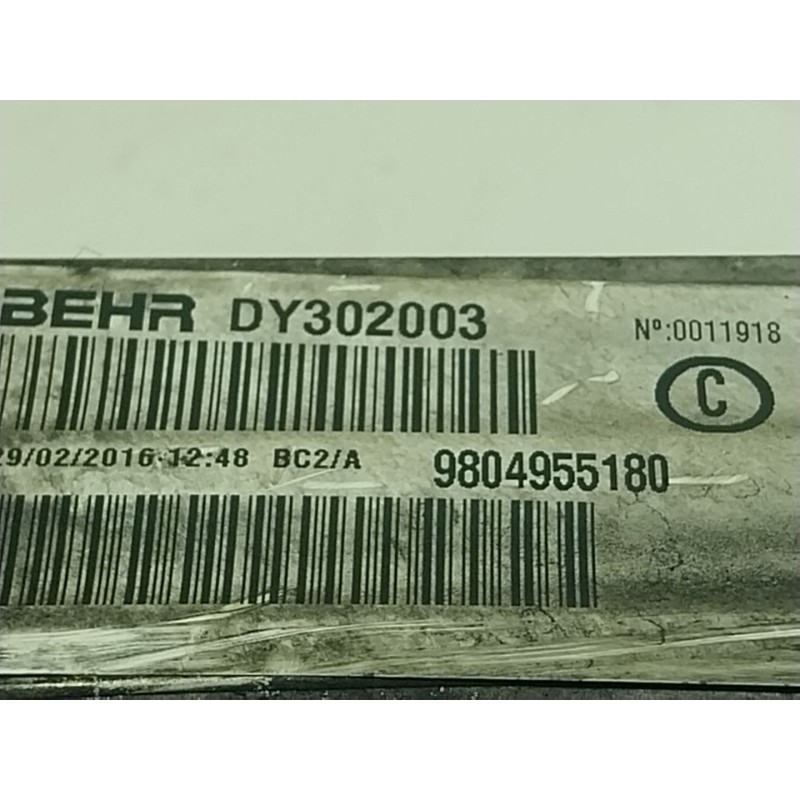 BEHR DY302003
Nº:0011918
C
29/02/2016 12:48 BC2/A 9804955180